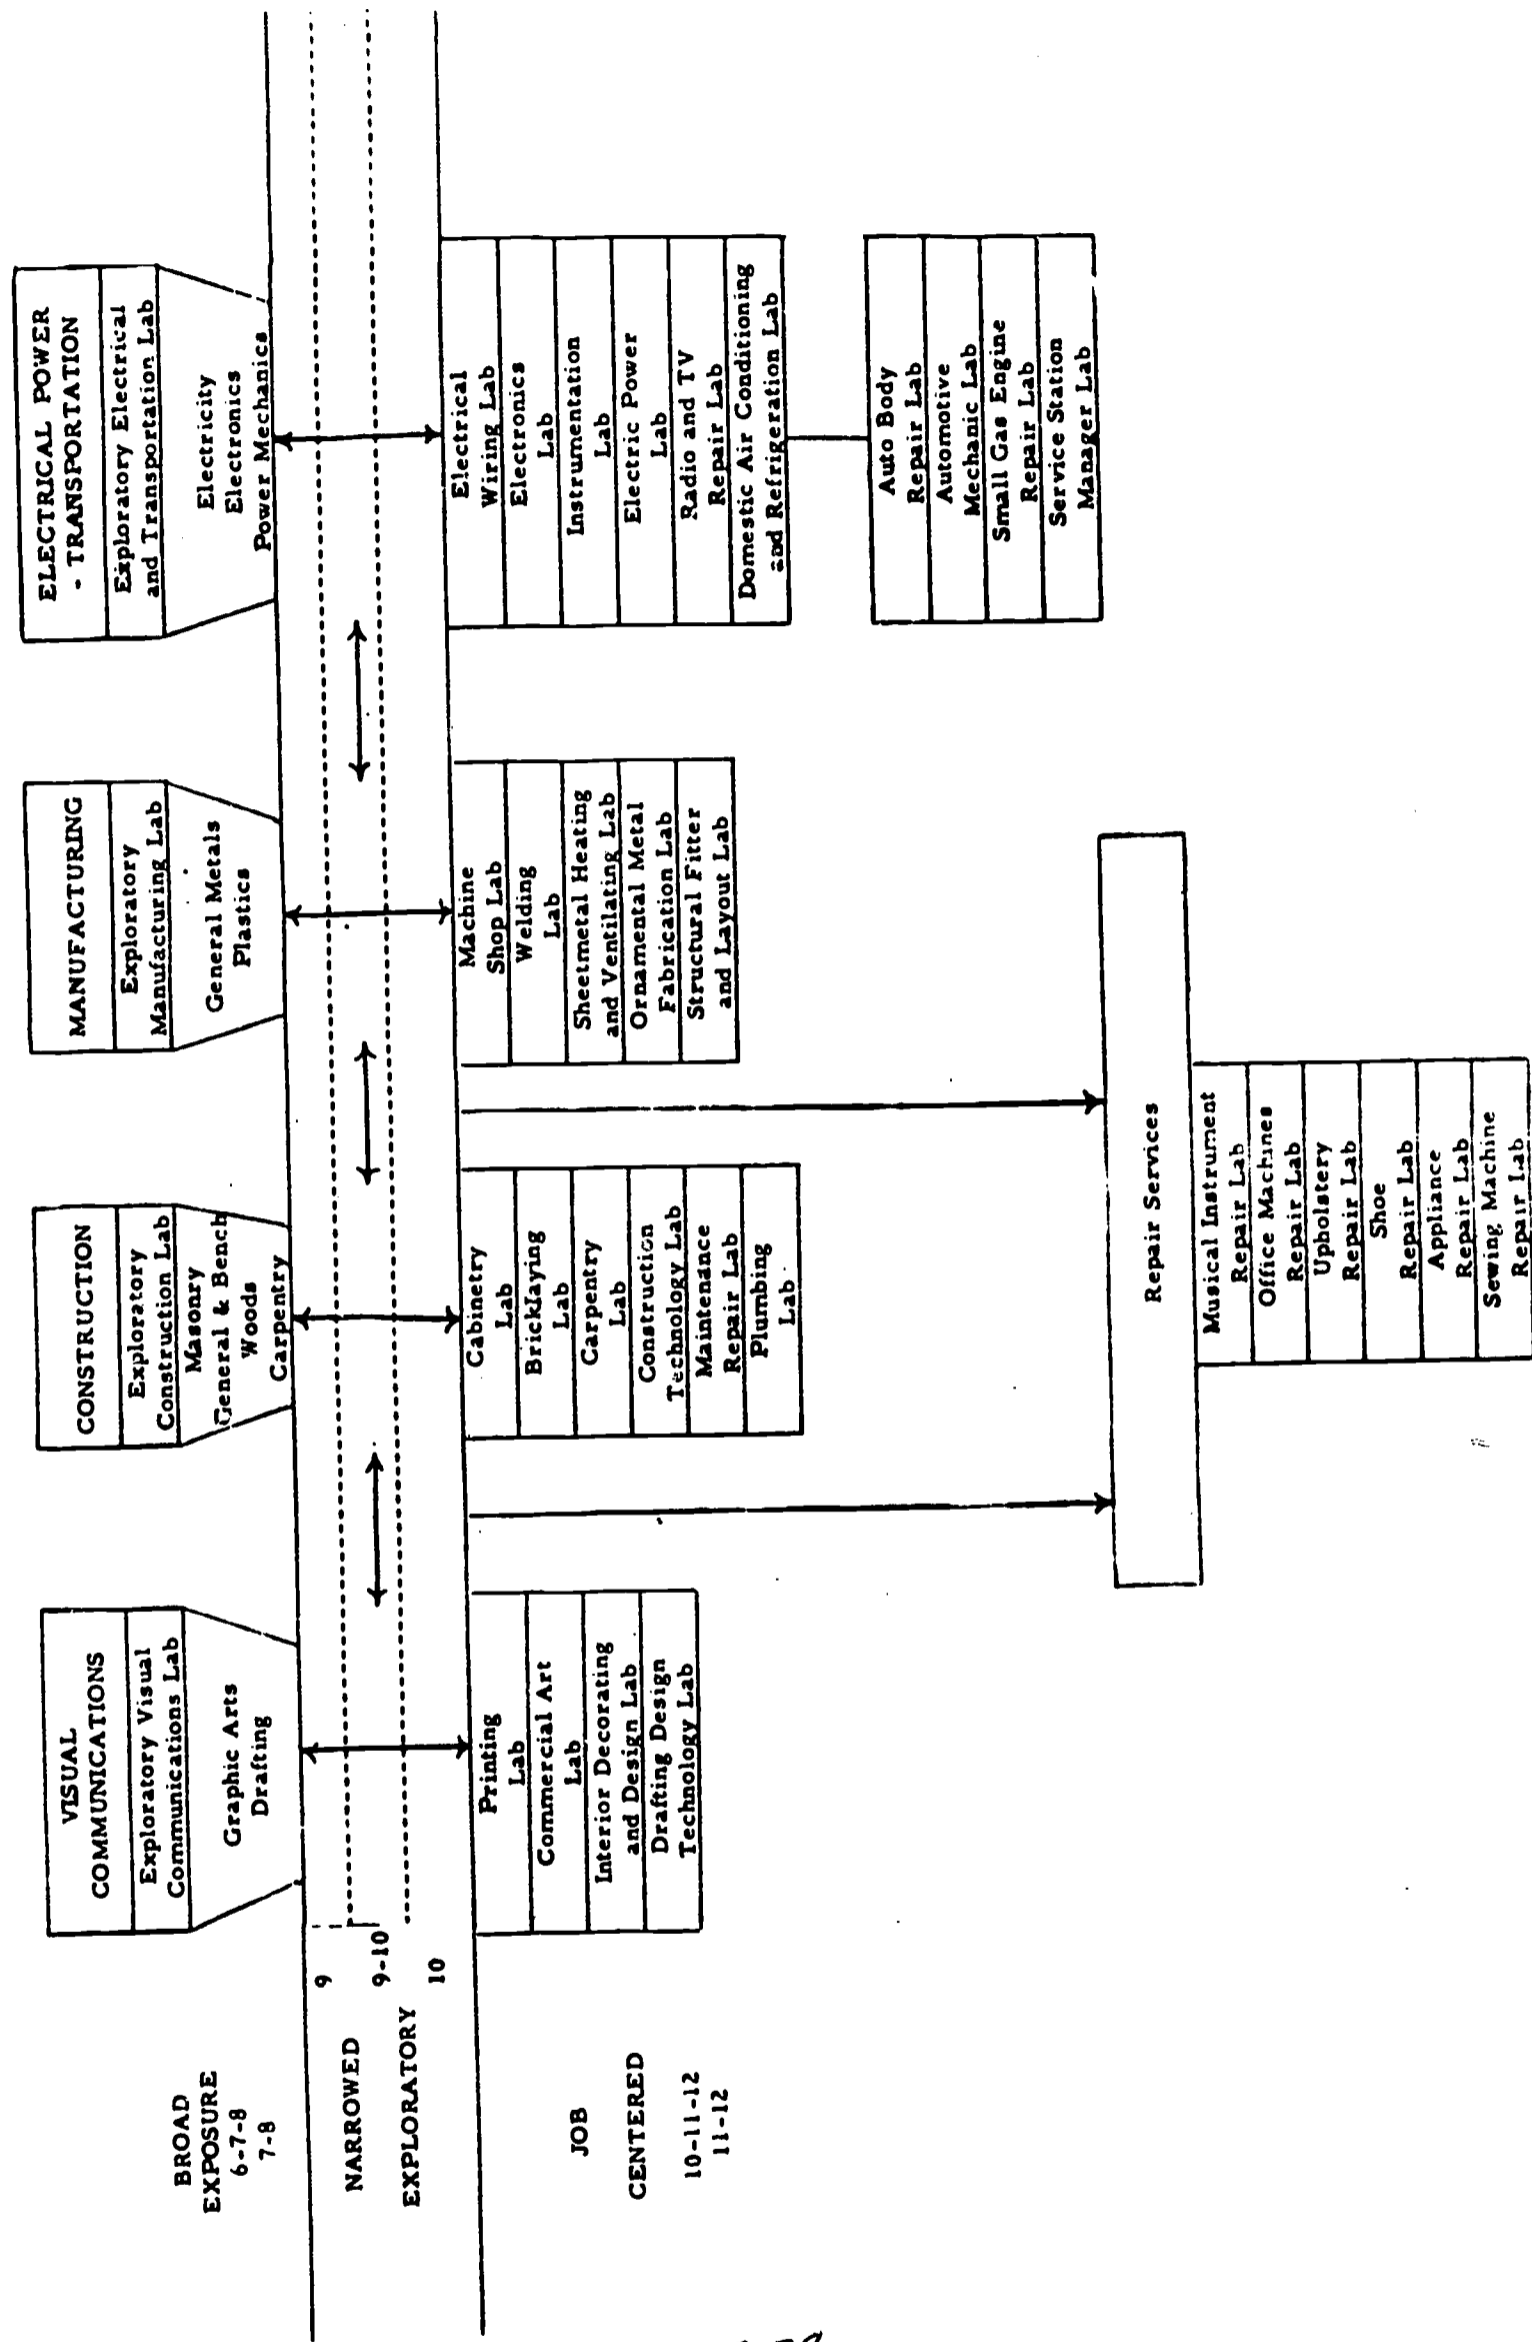 BROAD
EXPOSURE
6-7-8
7-8
VISUAL
COMMUNICATIONS
Exploratory Visual
Communications Lab
Graphic Arts
Drafting
CONSTRUCTION
Exploratory
Construction Lab
Masonry
General & Bench
Woods
Carpentry
MANUFACTURING
Exploratory
Manufacturing Lab
General Metals
Plastics
ELECTRICAL POWER
- TRANSPORTATION
Exploratory Electrical
and Transportation Lab
Electricity
Electronics
Power Mechanics
NARROWED
EXPLORATORY
9
9-10
10
JOB
CENTERED
10-11-12
11-12
Printing
Lab
Commercial Art
Lab
Interior Decorating
and Design Lab
Drafting Design
Technology Lab
Cabinetry
Lab
Bricklaying
Lab
Carpentry
Lab
Construction
Technology Lab
Maintenance
Repair Lab
Plumbing
Lab
Machine
Shop Lab
Welding
Lab
Sheetmetal Heating
and Ventilating Lab
Ornamental Metal
Fabrication Lab
Structural Fitter
and Layout Lab
Electrical
Wiring Lab
Electronics
Lab
Instrumentation
Lab
Electric Power
Lab
Radio and TV
Repair Lab
Domestic Air Conditioning
and Refrigeration Lab
Auto Body
Repair Lab
Automotive
Mechanic Lab
Small Gas Engine
Repair Lab
Service Station
Manager Lab
Repair Services
Musical Instrument
Repair Lab
Office Machines
Repair Lab
Upholstery
Repair Lab
Shoe
Repair Lab
Appliance
Repair Lab
Sewing Machine
Repair Lab